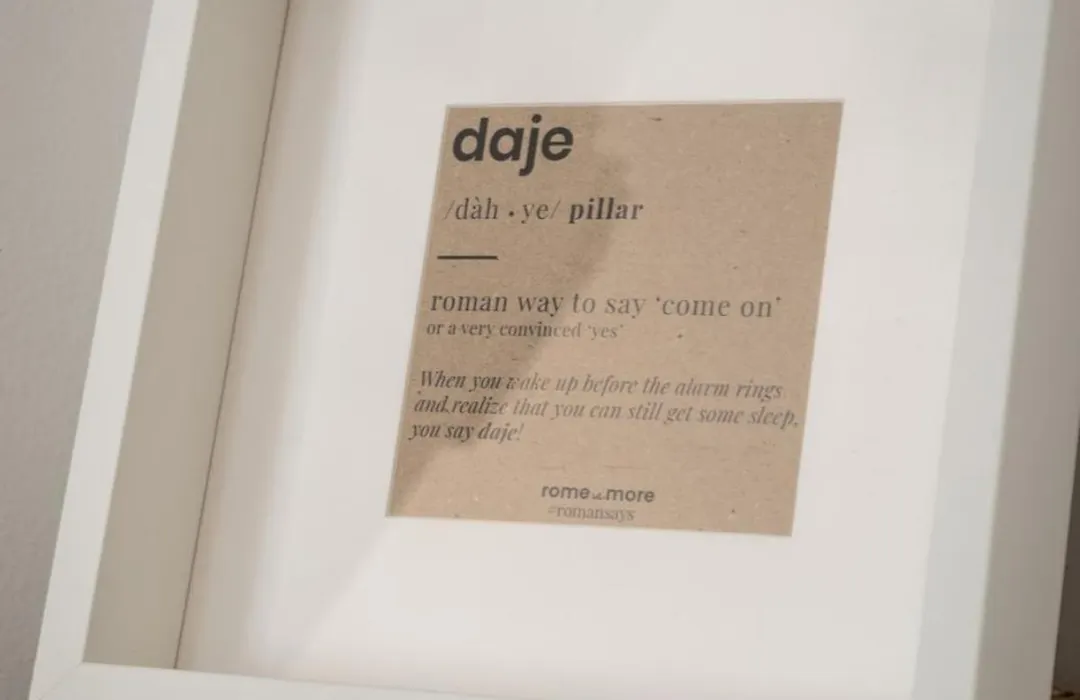 daje
/dàh • ye/ pillar
roman way to say ‘come on’
or a very convinced ‘yes’
When you wake up before the alarm rings
and realize that you can still get some sleep,
you say daje!
rome is more
#romansays